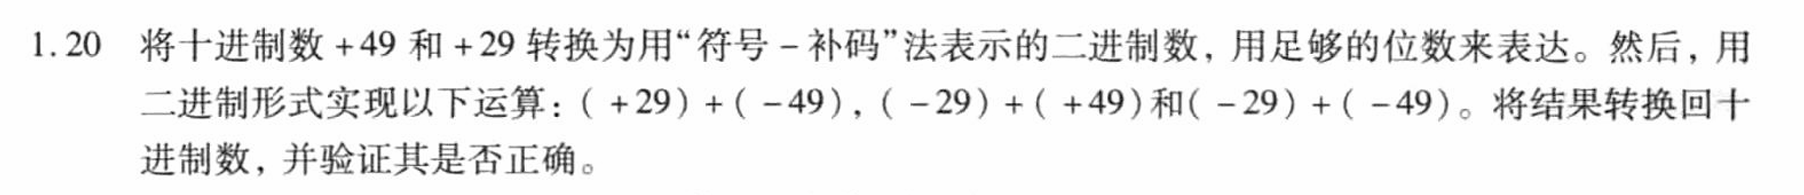 1.20 将十进制数 +49 和 +29 转换为用“符号 – 补码”法表示的二进制数，用足够的位数来表达。然后，用
二进制形式实现以下运算：( +29) + ( -49)，( -29) + ( +49)和( -29) + ( -49)。将结果转换回十
进制数，并验证其是否正确。